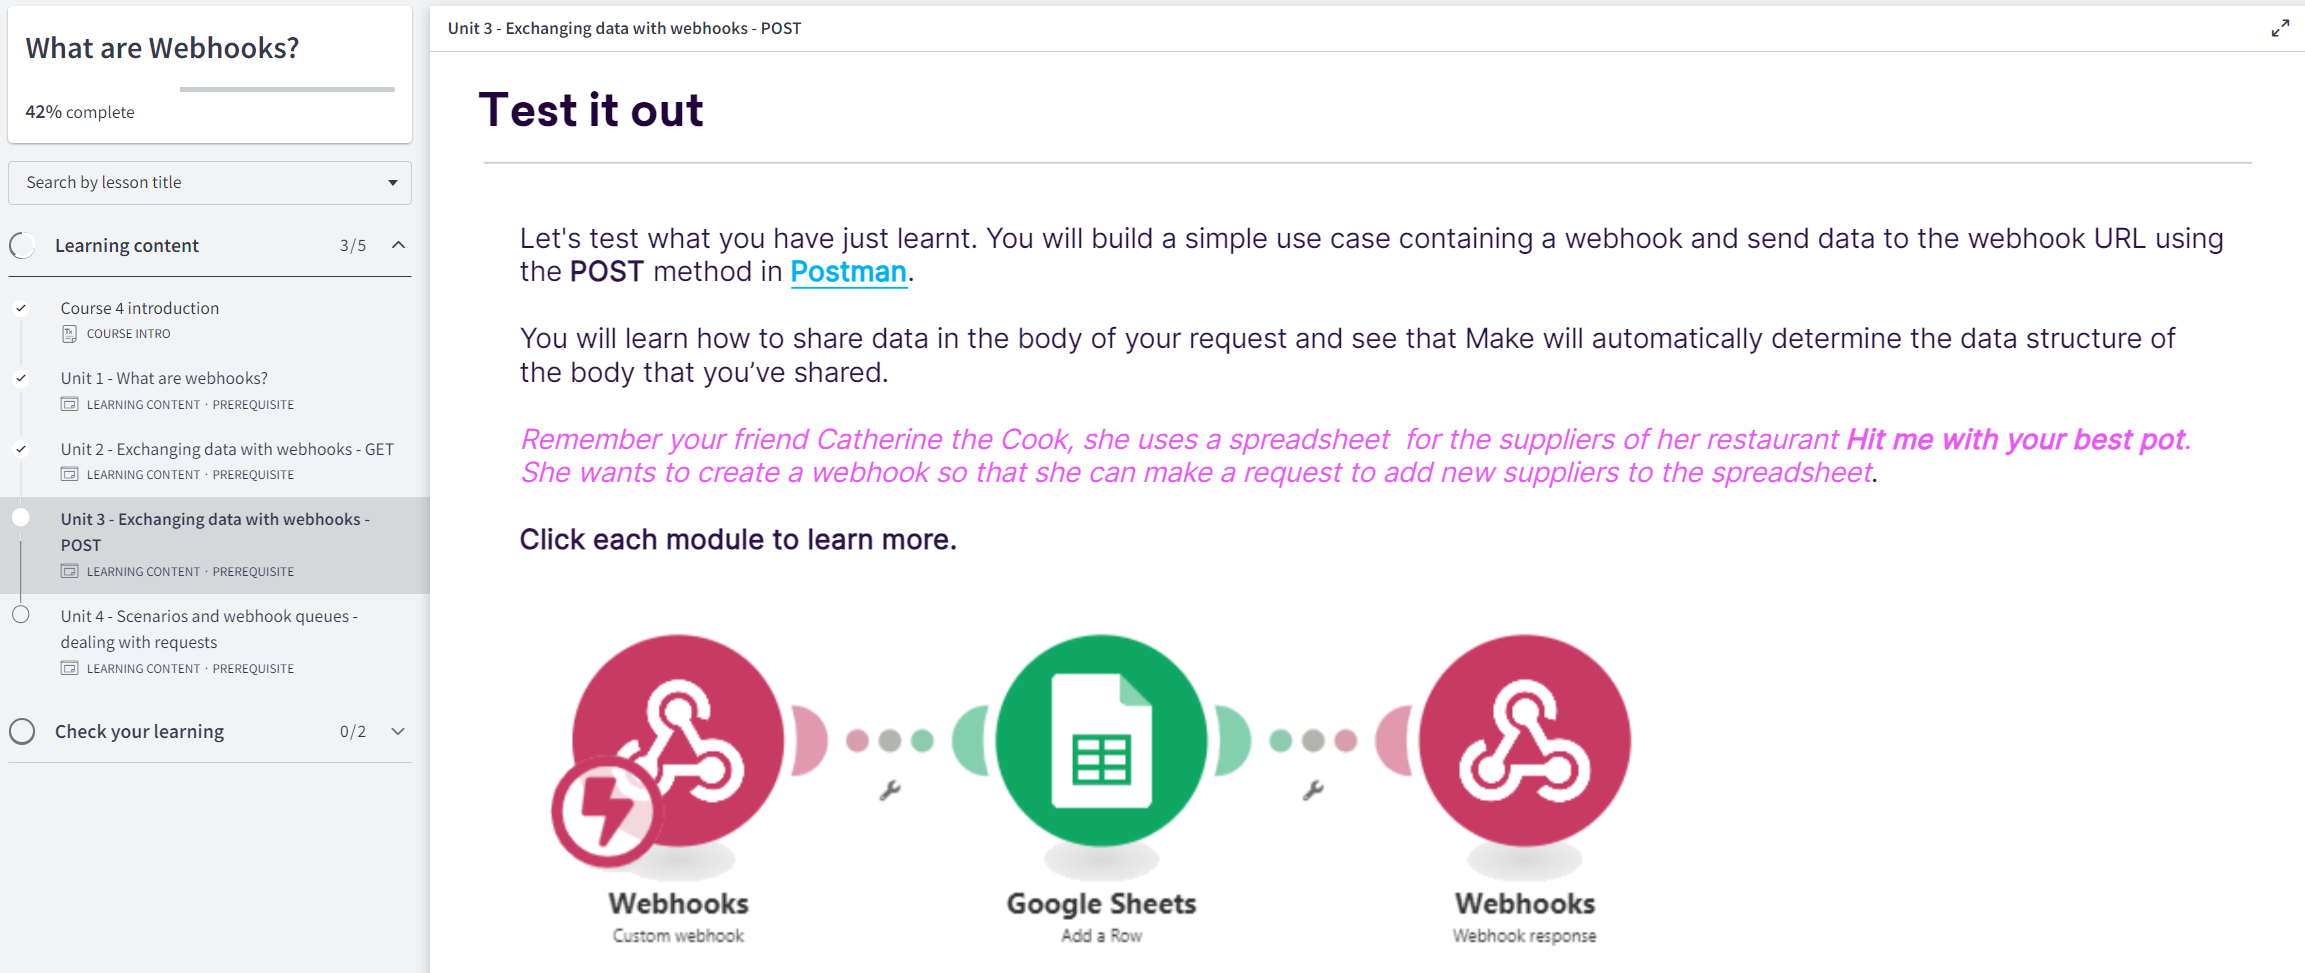 What are Webhooks?
42% complete
Search by lesson title
Learning content 3/5
Course 4 introduction
COURSE INTRO
Unit 1 - What are webhooks?
LEARNING CONTENT · PREREQUISITE
Unit 2 - Exchanging data with webhooks - GET
LEARNING CONTENT · PREREQUISITE
Unit 3 - Exchanging data with webhooks -
POST
LEARNING CONTENT · PREREQUISITE
Unit 4 - Scenarios and webhook queues -
dealing with requests
LEARNING CONTENT · PREREQUISITE
Check your learning 0/2
Unit 3 - Exchanging data with webhooks - POST
Test it out
Let's test what you have just learnt. You will build a simple use case containing a webhook and send data to the webhook URL using
the POST method in Postman.
You will learn how to share data in the body of your request and see that Make will automatically determine the data structure of
the body that you’ve shared.
Remember your friend Catherine the Cook, she uses a spreadsheet for the suppliers of her restaurant Hit me with your best pot.
She wants to create a webhook so that she can make a request to add new suppliers to the spreadsheet.
Click each module to learn more.
Webhooks
Custom webhook
Google Sheets
Add a Row
Webhooks
Webhook response